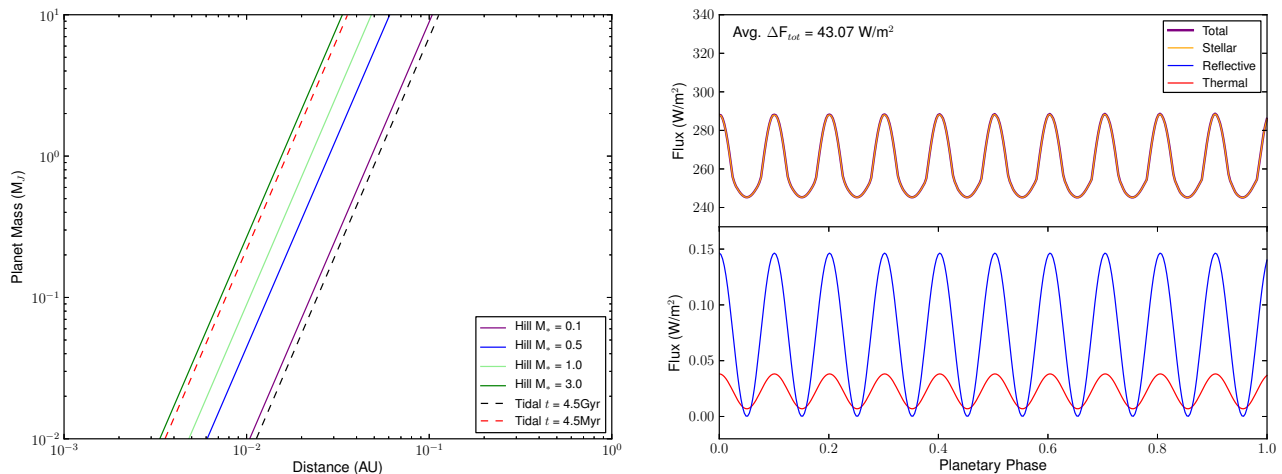 Planet Mass (M_J)
10^1
10^0
10^{-1}
10^{-2}
10^{-3}
10^{-2}
10^{-1}
10^0
Distance (AU)
Hill M_* = 0.1
Hill M_* = 0.5
Hill M_* = 1.0
Hill M_* = 3.0
Tidal t = 4.5Gyr
Tidal t = 4.5Myr
Avg. ΔF_{tot} = 43.07 W/m²
Total
Stellar
Reflective
Thermal
Flux (W/m²)
340
320
300
280
260
240
Flux (W/m²)
0.15
0.10
0.05
0.00
0.0
0.2
0.4
0.6
0.8
1.0
Planetary Phase